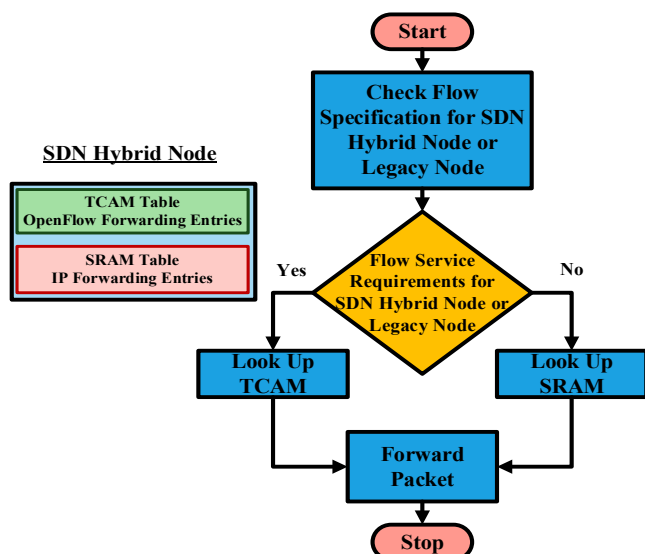 Start
Check Flow
Specification for SDN
Hybrid Node or
Legacy Node
SDN Hybrid Node
TCAM Table
OpenFlow Forwarding Entries
SRAM Table
IP Forwarding Entries
Yes
Flow Service
Requirements for
SDN Hybrid Node or
Legacy Node
No
Look Up
TCAM
Look Up
SRAM
Forward
Packet
Stop